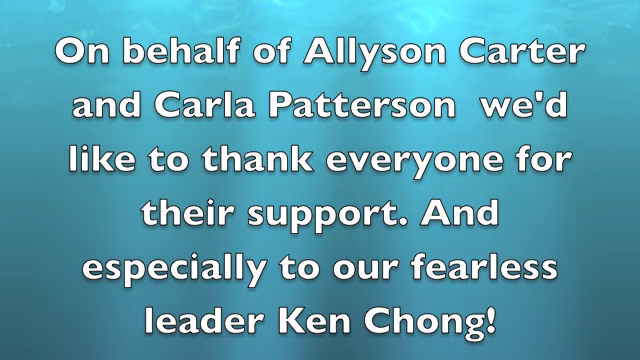 On behalf of Allyson Carter
and Carla Patterson  we'd
like to thank everyone for
their support. And
especially to our fearless
leader Ken Chong!